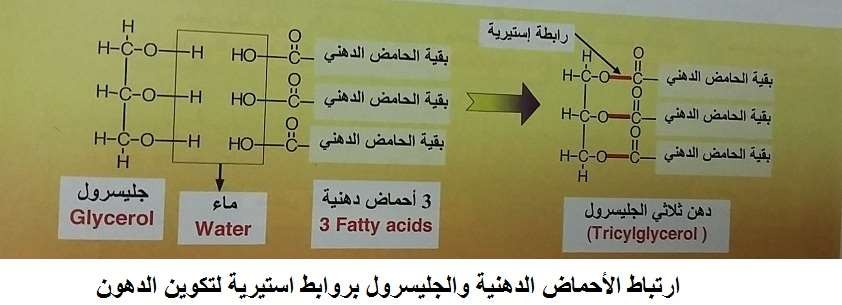 رابطة إستيرية
H
H-C-O-H HO-C-O بقية الحامض الدهني
H-C-O-H HO-C-O بقية الحامض الدهني
H-C-O-H HO-C-O بقية الحامض الدهني
H
H
H-C-O-C-O بقية الحامض الدهني
H-C-O-C-O بقية الحامض الدهني
H-C-O-C-O بقية الحامض الدهني
H
جليسرول
Glycerol
ماء
Water
3 أحماض دهنية
3 Fatty acids
دهن ثلاثي الجليسرول
(Tricylglycerol )
ارتباط الأحماض الدهنية والجليسرول بروابط استيرية لتكوين الدهون